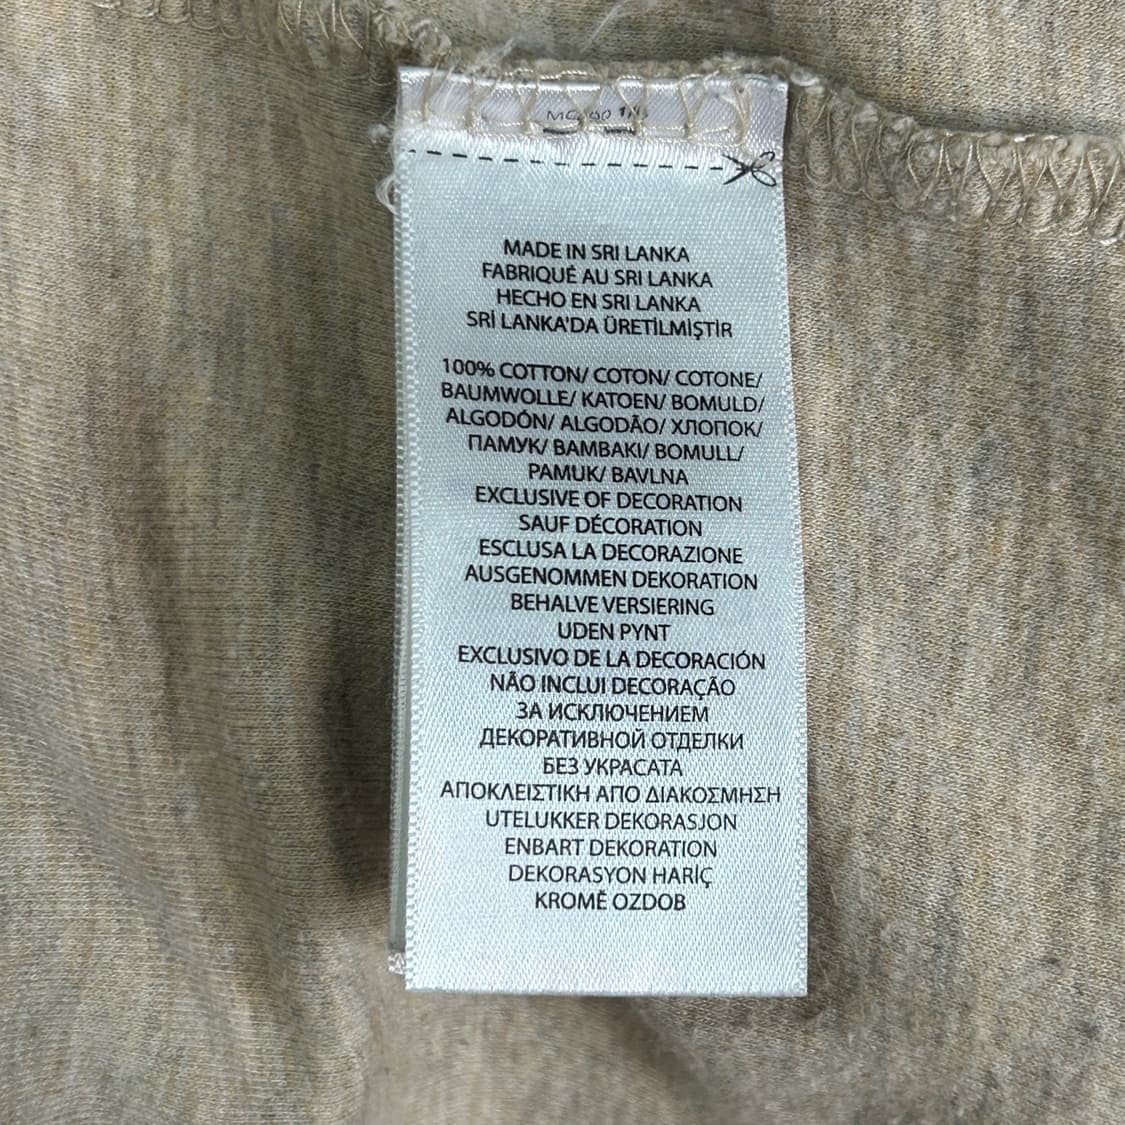 MADE IN SRI LANKA
FABRIQUÉ AU SRI LANKA
HECHO EN SRI LANKA
SRİ LANKA'DA ÜRETİLMİŞTİR
100% COTTON/ COTON/ COTONE/
BAUMWOLLE/ KATOEN/ BOMULD/
ALGODÓN/ ALGODÃO/ ХЛОПОК/
ПАМУК/ BAMBAKI/ BOMULL/
PAMUK/ BAVLNA
EXCLUSIVE OF DECORATION
SAUF DÉCORATION
ESCLUSA LA DECORAZIONE
AUSGENOMMEN DEKORATION
BEHALVE VERSIERING
UDEN PYNT
EXCLUSIVO DE LA DECORACIÓN
NÃO INCLUI DECORAÇÃO
ЗА ИСКЛЮЧЕНИЕМ
ДЕКОРАТИВНОЙ ОТДЕЛКИ
БЕЗ УКРАСАТА
ΑΠΟΚΛΕΙΣΤΙΚΗ ΑΠΟ ΔΙΑΚΟΣΜΗΣΗ
UTELUKKER DEKORASJON
ENBART DEKORATION
DEKORASYON HARİÇ
KROMĚ OZDOB